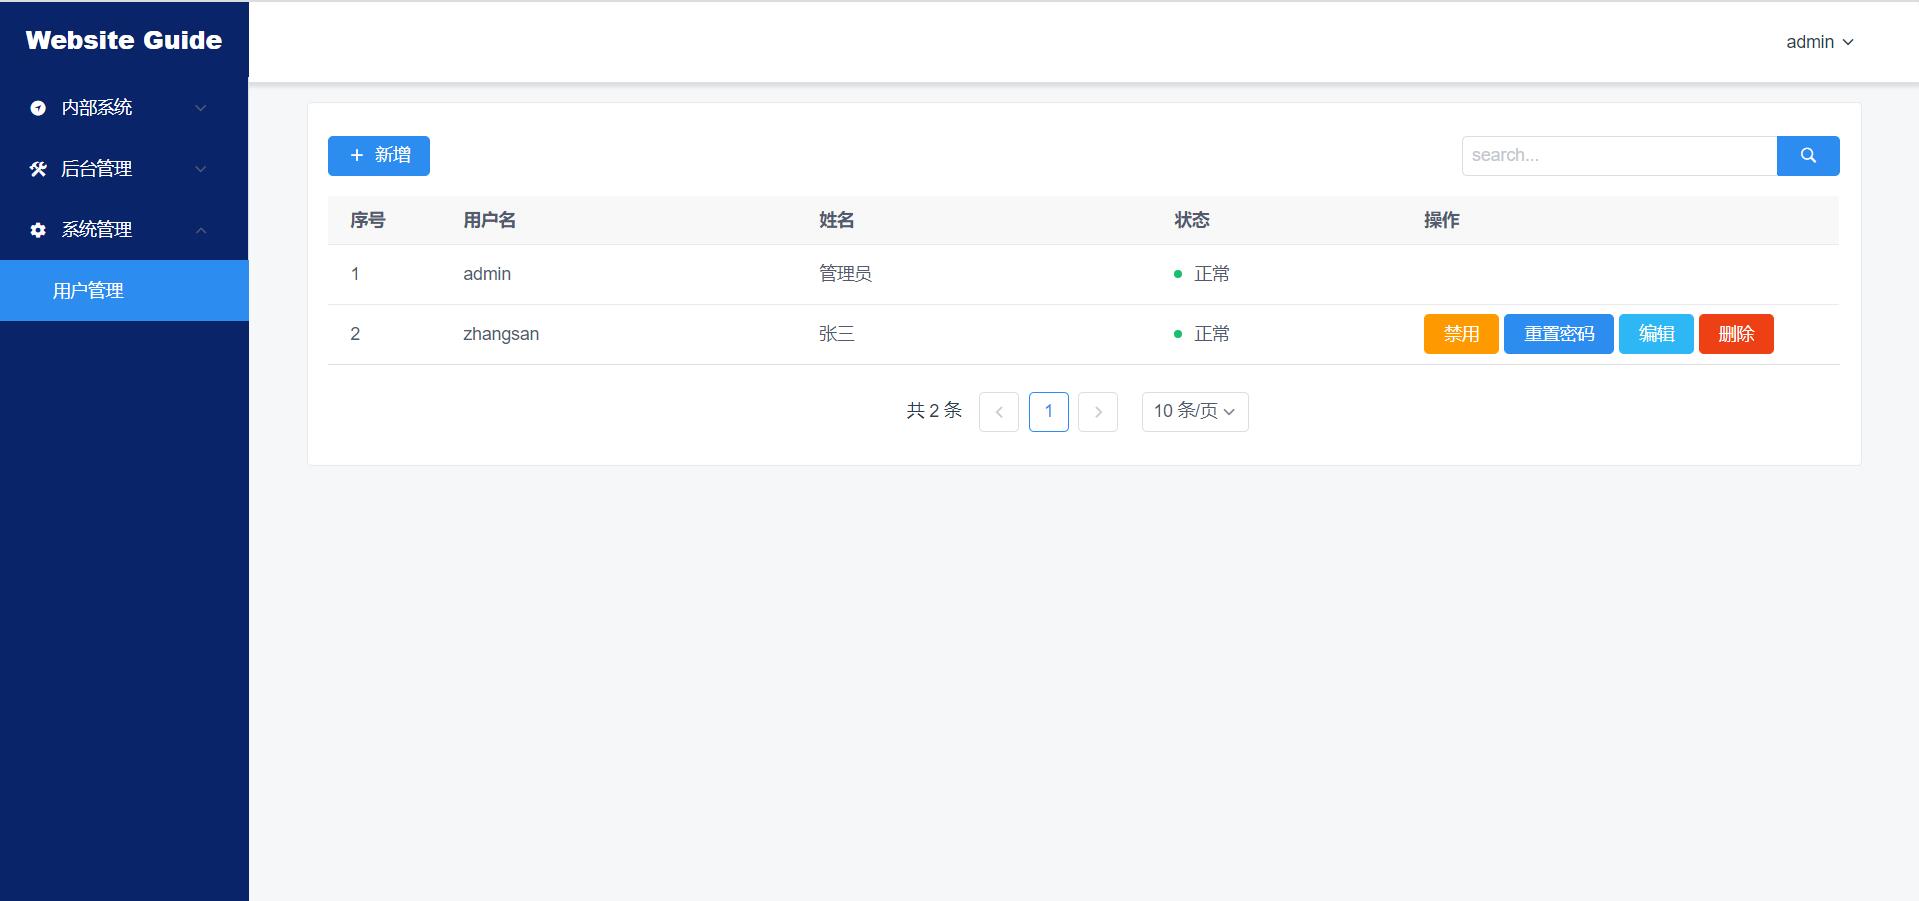 Website Guide
admin
内部系统
后台管理
系统管理
用户管理
新增
search...
序号 用户名 姓名 状态 操作
1 admin 管理员 正常
2 zhangsan 张三 正常 禁用 重置密码 编辑 删除
共 2 条 1 10 条/页